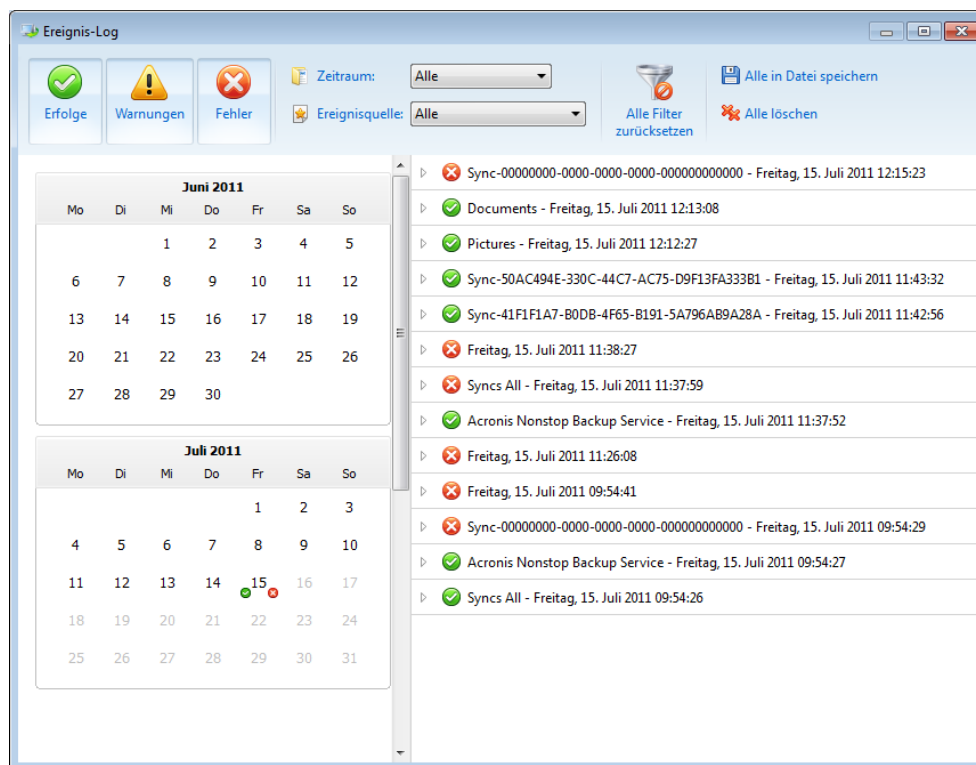 Ereignis-Log
Erfolge
Warnungen
Fehler
Zeitraum: Alle
Ereignisquelle: Alle
Alle Filter
zurücksetzen
Alle in Datei speichern
Alle löschen
Juni 2011
Mo Di Mi Do Fr Sa So
1 2 3 4 5
6 7 8 9 10 11 12
13 14 15 16 17 18 19
20 21 22 23 24 25 26
27 28 29 30
Juli 2011
Mo Di Mi Do Fr Sa So
1 2 3
4 5 6 7 8 9 10
11 12 13 14 15 16 17
18 19 20 21 22 23 24
25 26 27 28 29 30 31
Sync-00000000-0000-0000-0000-000000000000 - Freitag, 15. Juli 2011 12:15:23
Documents - Freitag, 15. Juli 2011 12:13:08
Pictures - Freitag, 15. Juli 2011 12:12:27
Sync-50AC494E-330C-44C7-AC75-D9F13FA333B1 - Freitag, 15. Juli 2011 11:43:32
Sync-41F1F1A7-B0DB-4F65-B191-5A796AB9A28A - Freitag, 15. Juli 2011 11:42:56
Freitag, 15. Juli 2011 11:38:27
Syncs All - Freitag, 15. Juli 2011 11:37:59
Acronis Nonstop Backup Service - Freitag, 15. Juli 2011 11:37:52
Freitag, 15. Juli 2011 11:26:08
Freitag, 15. Juli 2011 09:54:41
Sync-00000000-0000-0000-0000-000000000000 - Freitag, 15. Juli 2011 09:54:29
Acronis Nonstop Backup Service - Freitag, 15. Juli 2011 09:54:27
Syncs All - Freitag, 15. Juli 2011 09:54:26